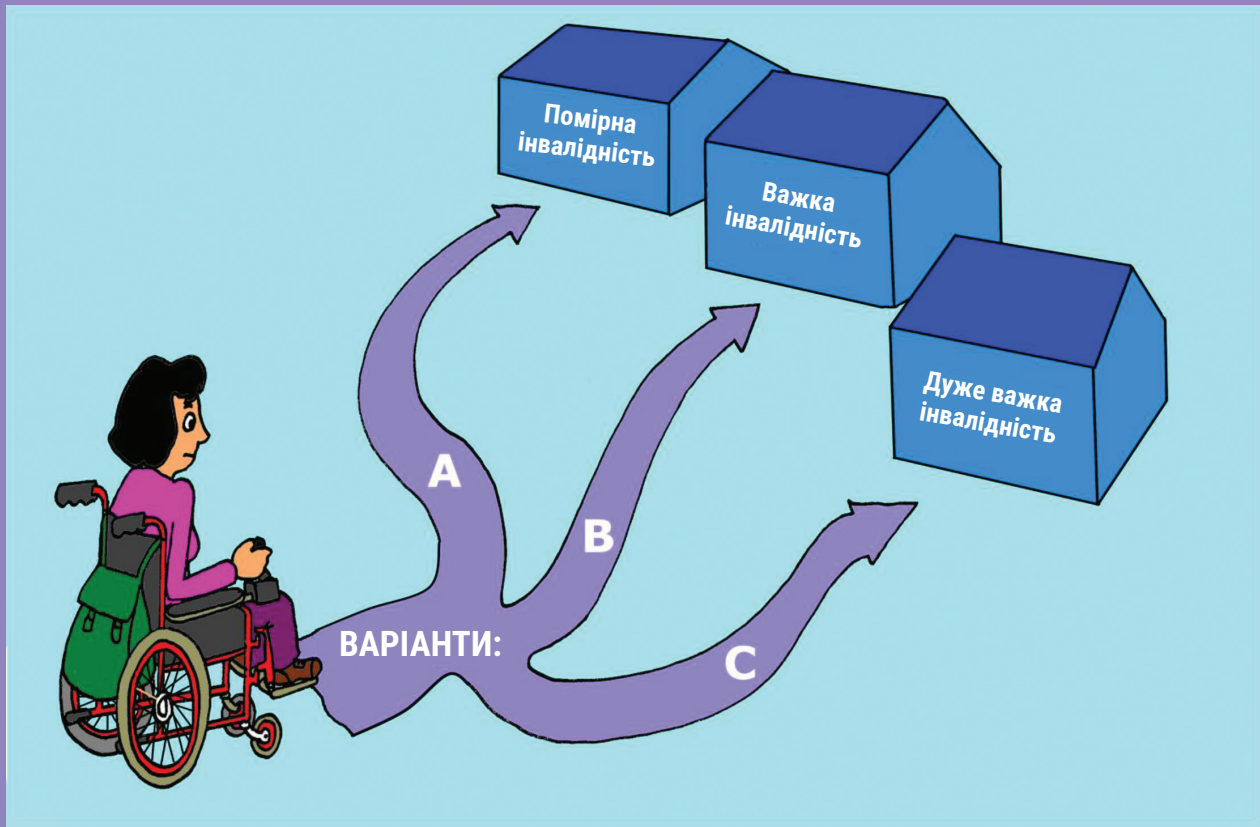 Помірна
інвалідність
Важка
інвалідність
Дуже важка
інвалідність
A
B
ВАРІАНТИ:
C